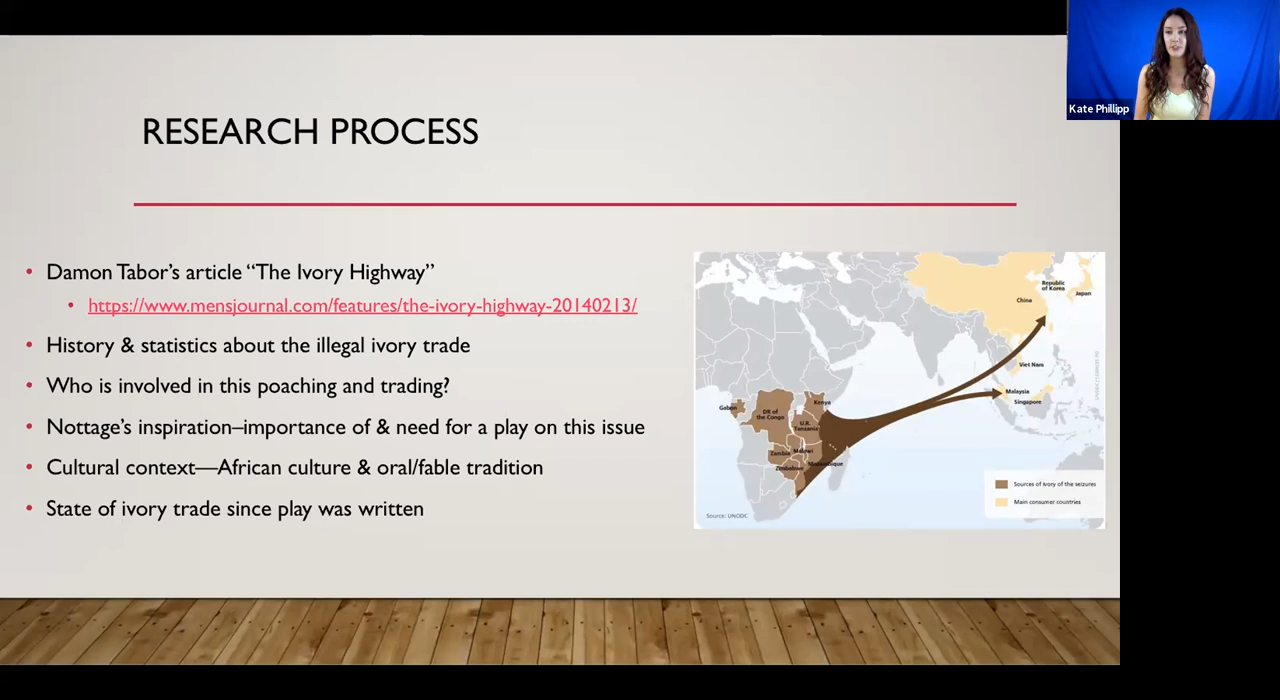 Kate Phillipp
RESEARCH PROCESS
• Damon Tabor’s article “The Ivory Highway”
• https://www.mensjournal.com/features/the-ivory-highway-20140213/
• History & statistics about the illegal ivory trade
• Who is involved in this poaching and trading?
• Nottage’s inspiration–importance of & need for a play on this issue
• Cultural context—African culture & oral/fable tradition
• State of ivory trade since play was written
Republic
of Korea
Japan
China
Viet Nam
Malaysia
Singapore
Gabon
DR of
the Congo
Kenya
U.R.
Tanzania
Zambia
Malawi
Zimbabwe
Mozambique
Sources of ivory of the seizures
Main consumer countries
Source: UNODC